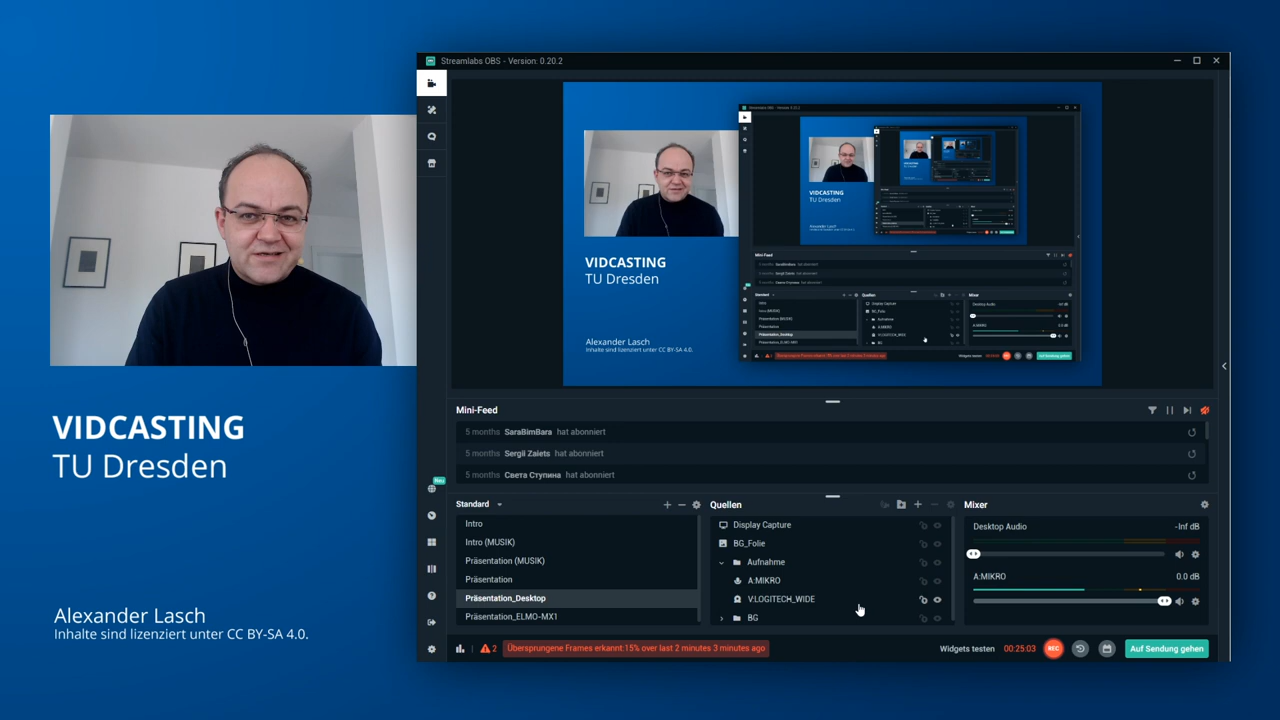 Streamlabs OBS - Version: 0.20.2
VIDCASTING
TU Dresden
Alexander Lasch
Inhalte sind lizenziert unter CC BY-SA 4.0.
VIDCASTING
TU Dresden
Alexander Lasch
Inhalte sind lizenziert unter CC BY-SA 4.0.
Mini-Feed
5 months SaraBimBara hat abonniert
5 months Sergii Zaiets hat abonniert
5 months Света Ступина hat abonniert
Neu
Standard
Intro
Intro (MUSIK)
Präsentation (MUSIK)
Präsentation
Präsentation_Desktop
Präsentation_ELMO-MX1
Quellen
Display Capture
BG_Folie
Aufnahme
A:MIKRO
V:LOGITECH_WIDE
BG
Mixer
Desktop Audio -Inf dB
A:MIKRO 0.0 dB
2 Übersprungene Frames erkannt:15% over last 2 minutes 3 minutes ago
Widgets testen 00:25:03 REC Auf Sendung gehen